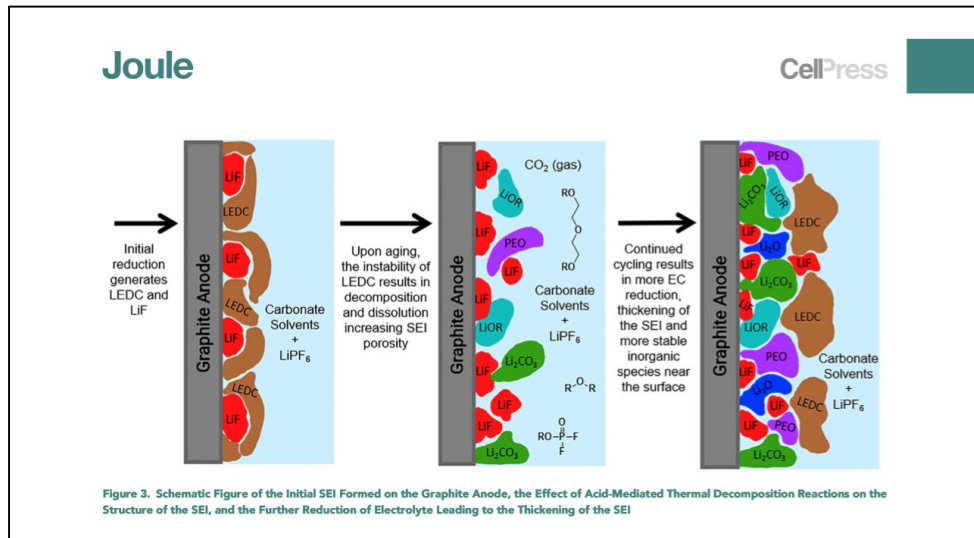 Joule
CellPress
Initial
reduction
generates
LEDC and
LiF
Graphite Anode
LiF
LEDC
LiF
LEDC
LiF
LEDC
LiF
Carbonate
Solvents
+
LiPF₆
Upon aging,
the instability of
LEDC results in
decomposition
and dissolution
increasing SEI
porosity
Graphite Anode
LiF
CO₂ (gas)
LiOR
RO
O
RO
LiF
PEO
LiF
LiF
LiOR
Carbonate
Solvents
+
LiPF₆
LiF
Li₂CO₃
R O R
LiF
LiF
O
RO-P-F
F
Li₂CO₃
Continued
cycling results
in more EC
reduction,
thickening of
the SEI and
more stable
inorganic
species near
the surface
Graphite Anode
LiF
PEO
Li₂CO₃
LiOR
LEDC
LiF
Li₂O
LiF
LiF
Li₂CO₃
LiF
LEDC
LiOR
PEO
LiF
Li₂O
LiF
LEDC
LiF
PEO
Li₂CO₃
Carbonate
Solvents
+
LiPF₆
Figure 3. Schematic Figure of the Initial SEI Formed on the Graphite Anode, the Effect of Acid-Mediated Thermal Decomposition Reactions on the
Structure of the SEI, and the Further Reduction of Electrolyte Leading to the Thickening of the SEI